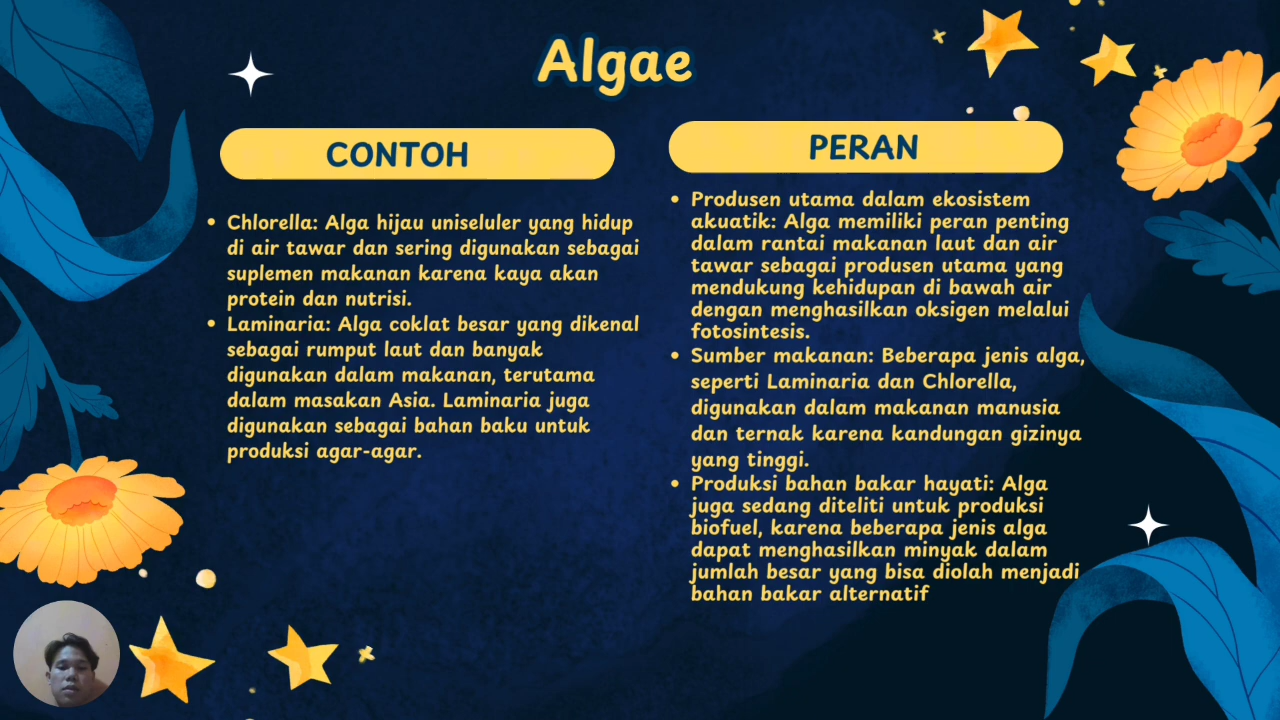 Algae
CONTOH
• Chlorella: Alga hijau uniseluler yang hidup
di air tawar dan sering digunakan sebagai
suplemen makanan karena kaya akan
protein dan nutrisi.
• Laminaria: Alga coklat besar yang dikenal
sebagai rumput laut dan banyak
digunakan dalam makanan, terutama
dalam masakan Asia. Laminaria juga
digunakan sebagai bahan baku untuk
produksi agar-agar.
PERAN
• Produsen utama dalam ekosistem
akuatik: Alga memiliki peran penting
dalam rantai makanan laut dan air
tawar sebagai produsen utama yang
mendukung kehidupan di bawah air
dengan menghasilkan oksigen melalui
fotosintesis.
• Sumber makanan: Beberapa jenis alga,
seperti Laminaria dan Chlorella,
digunakan dalam makanan manusia
dan ternak karena kandungan gizinya
yang tinggi.
• Produksi bahan bakar hayati: Alga
juga sedang diteliti untuk produksi
biofuel, karena beberapa jenis alga
dapat menghasilkan minyak dalam
jumlah besar yang bisa diolah menjadi
bahan bakar alternatif